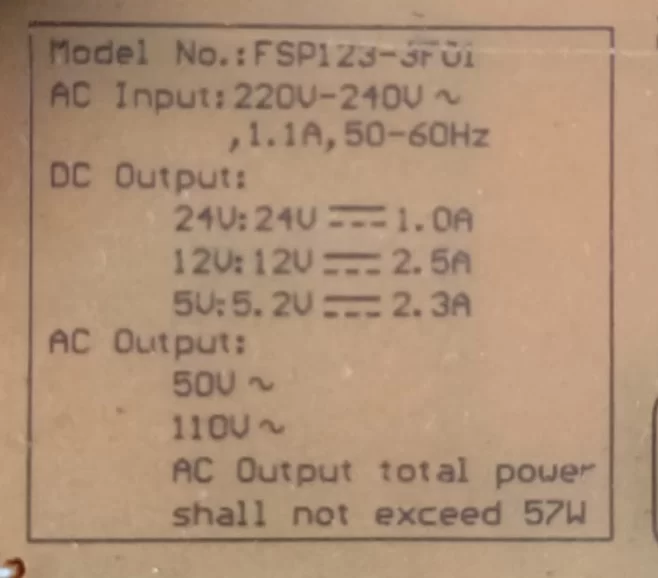 Model No.:FSP123-3F01
AC Input:220V-240V ~
,1.1A,50-60Hz
DC Output:
24V:24V ⎓ 1.0A
12V:12V ⎓ 2.5A
5V:5.2V ⎓ 2.3A
AC Output:
50V ~
110V ~
AC Output total power
shall not exceed 57W